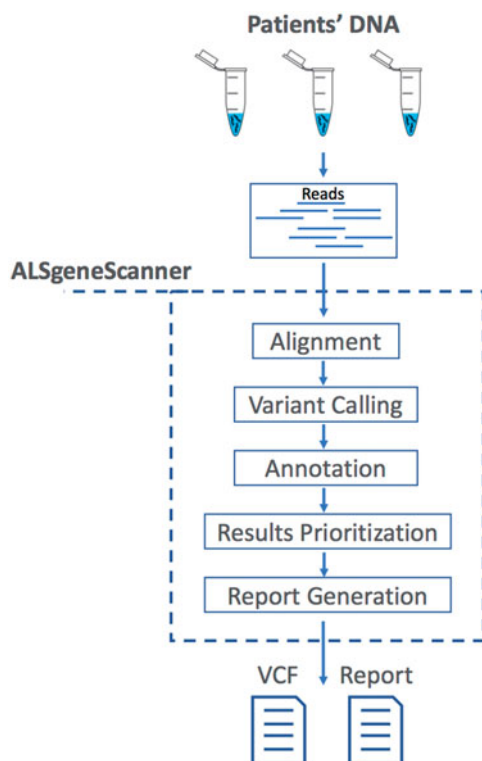 Patients' DNA
Reads
ALSgeneScanner
Alignment
Variant Calling
Annotation
Results Prioritization
Report Generation
VCF Report